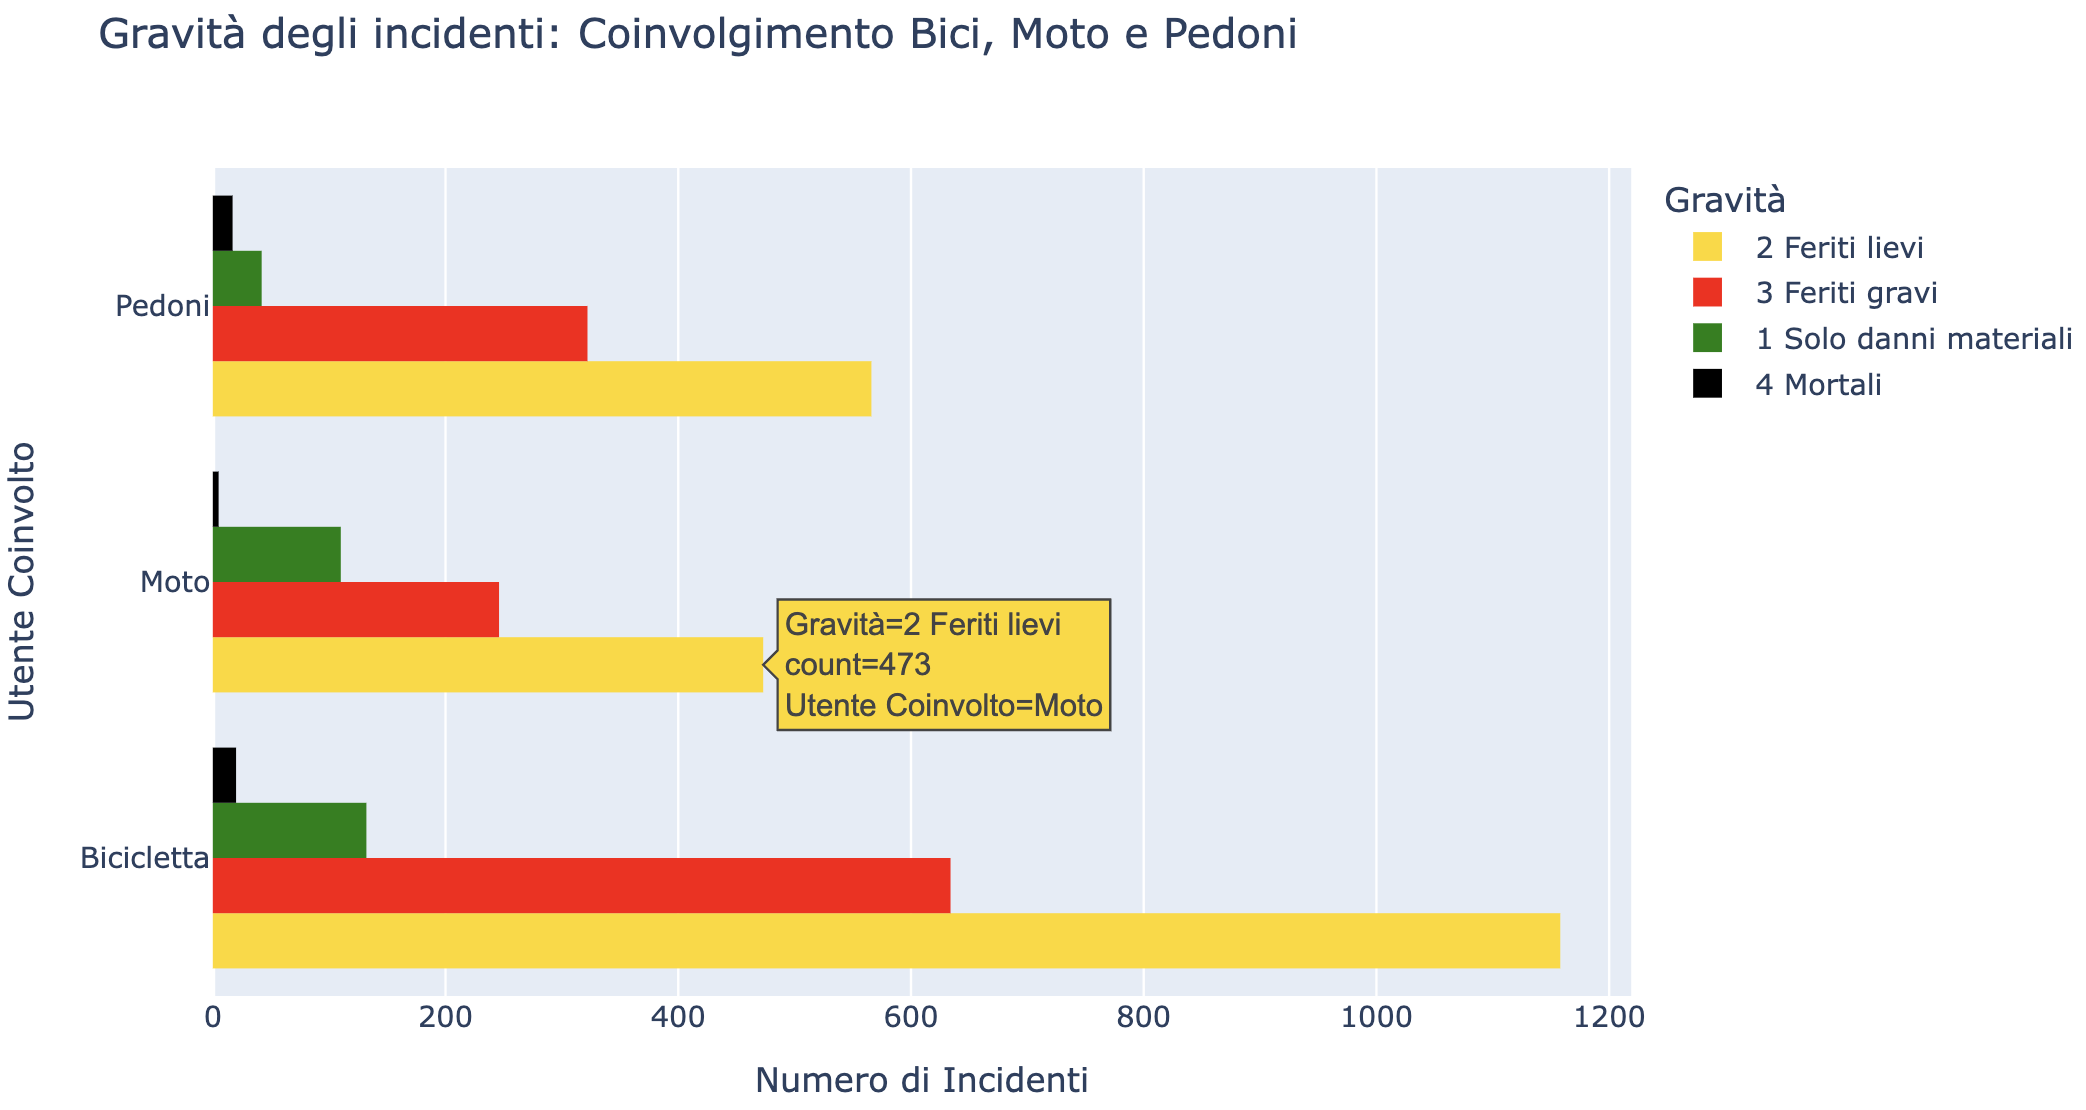 Gravità degli incidenti: Coinvolgimento Bici, Moto e Pedoni
Gravità
2 Feriti lievi
3 Feriti gravi
1 Solo danni materiali
4 Mortali
Utente Coinvolto
Pedoni
Moto
Bicicletta
Gravità=2 Feriti lievi
count=473
Utente Coinvolto=Moto
0 200 400 600 800 1000 1200
Numero di Incidenti